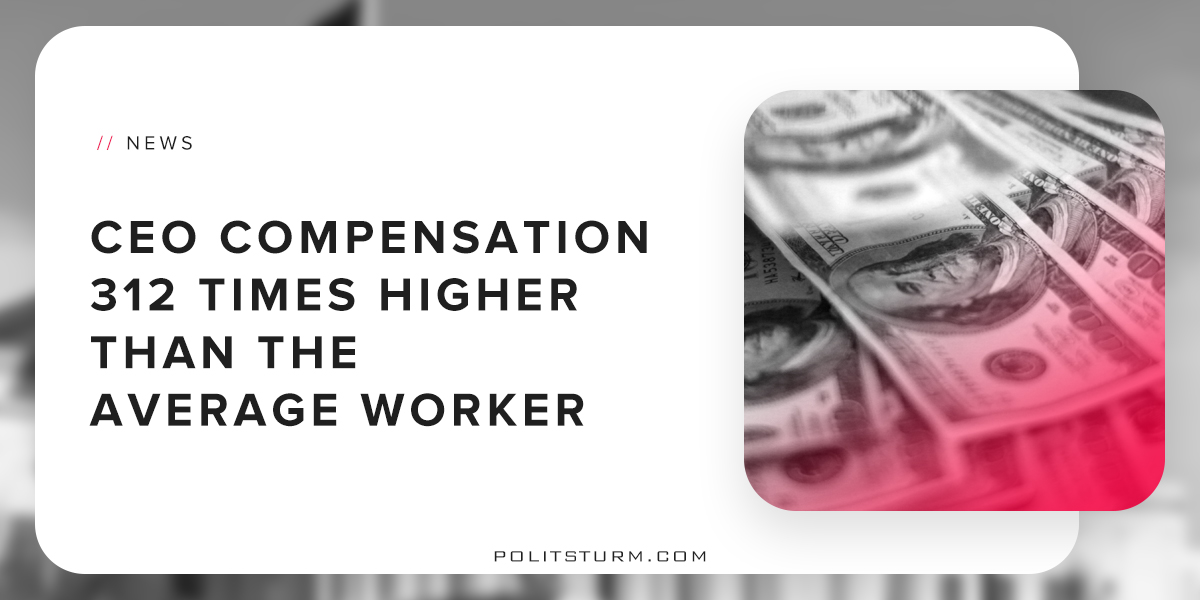 // NEWS
CEO COMPENSATION
312 TIMES HIGHER
THAN THE
AVERAGE WORKER
POLITSTURM.COM